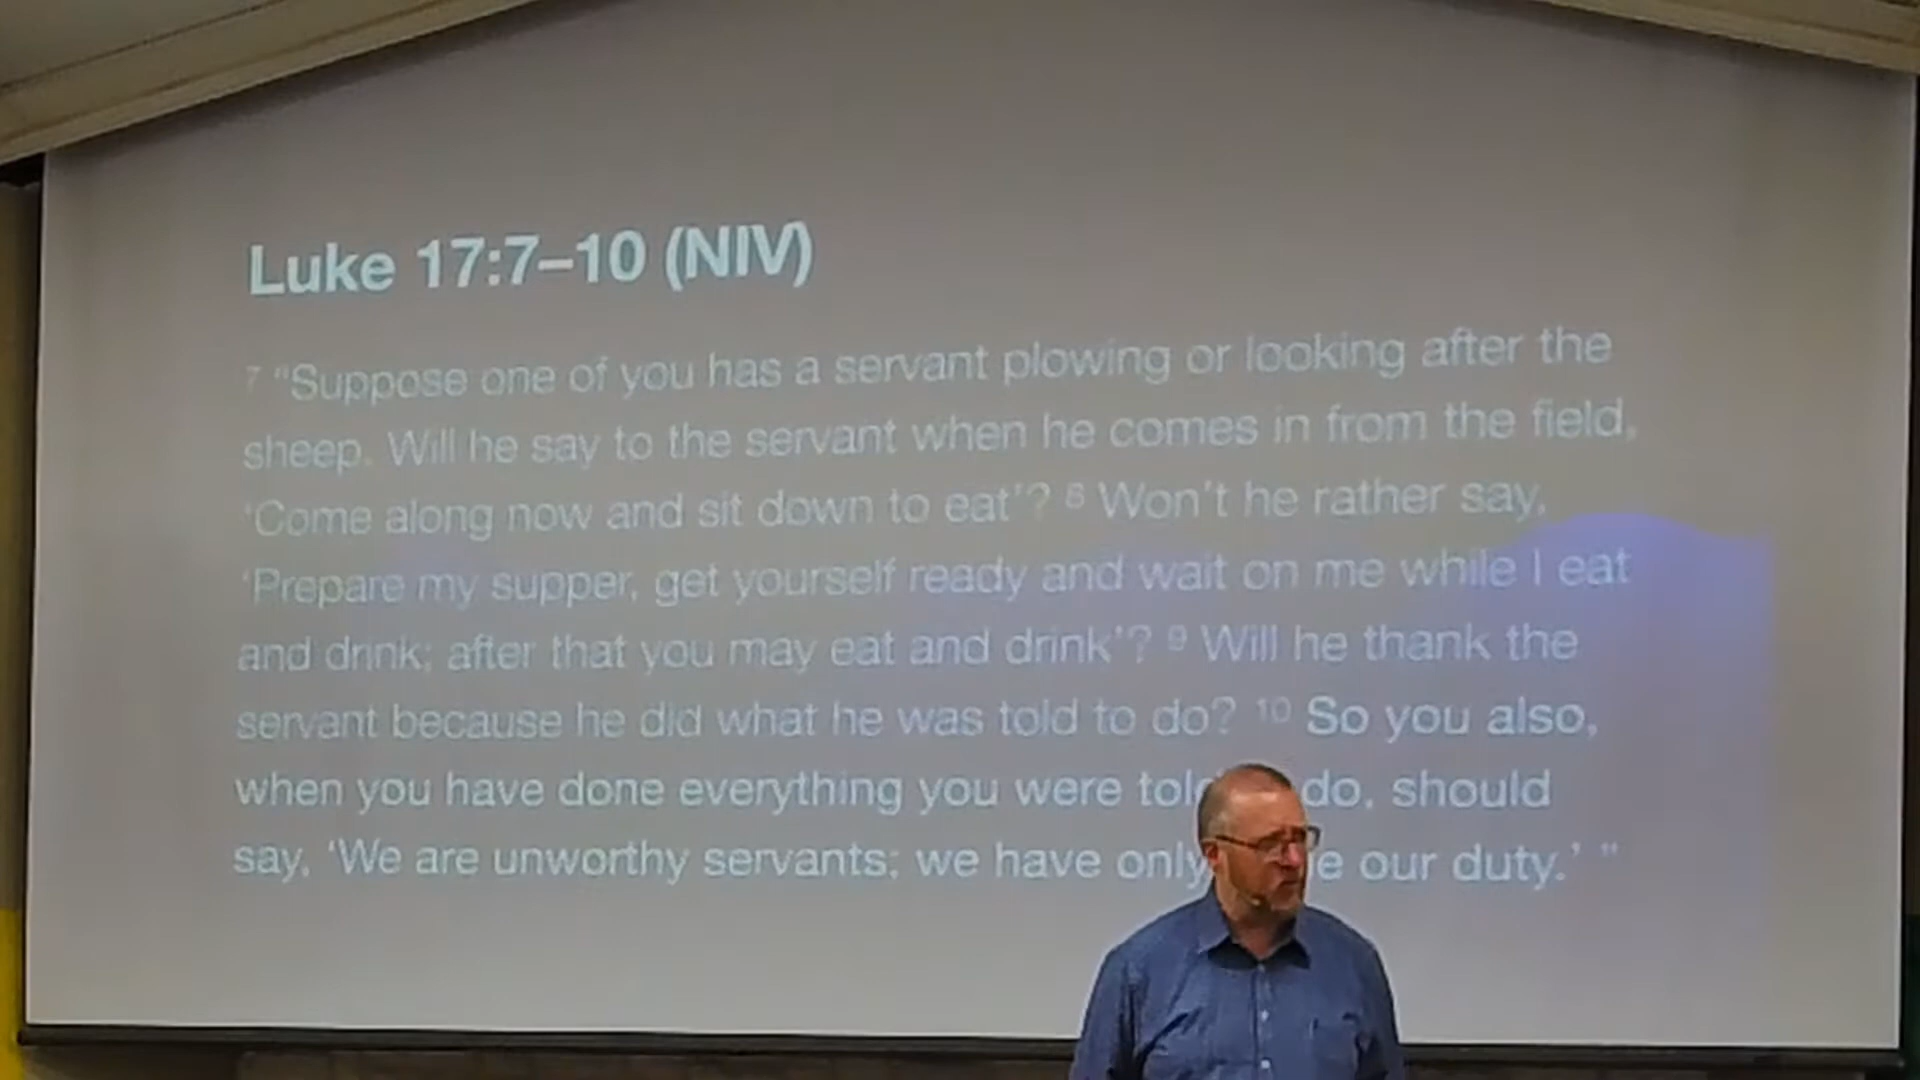 Luke 17:7–10 (NIV)
7 “Suppose one of you has a servant plowing or looking after the
sheep. Will he say to the servant when he comes in from the field,
‘Come along now and sit down to eat’? 8 Won’t he rather say,
‘Prepare my supper, get yourself ready and wait on me while I eat
and drink; after that you may eat and drink’? 9 Will he thank the
servant because he did what he was told to do? 10 So you also,
when you have done everything you were do, should
say, ‘We are unworthy servants; we have only our duty.’ ”